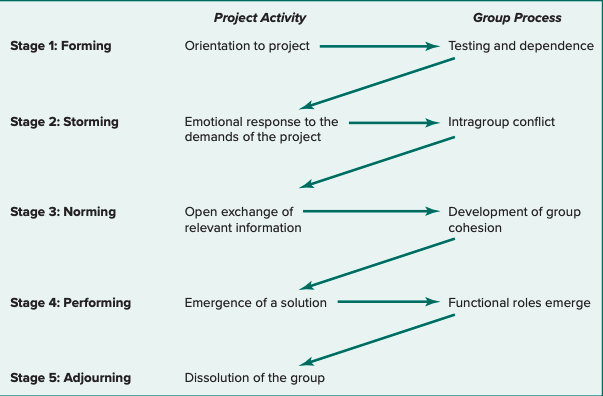 Project Activity Group Process
Stage 1: Forming Orientation to project Testing and dependence
Stage 2: Storming Emotional response to the Intragroup conflict
demands of the project
Stage 3: Norming Open exchange of Development of group
relevant information cohesion
Stage 4: Performing Emergence of a solution Functional roles emerge
Stage 5: Adjourning Dissolution of the group